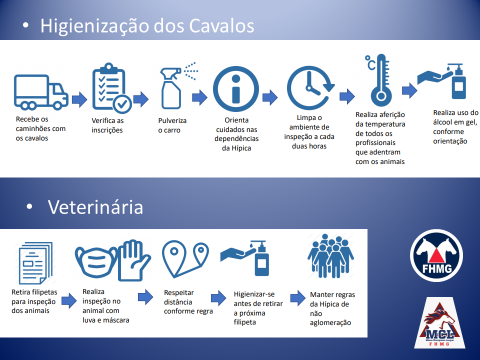 • Higienização dos Cavalos
°C
Recebe os
caminhões com
os cavalos
Verifica as
inscrições
Pulveriza
o carro
Orienta
cuidados nas
dependências
da Hípica
Limpa o
ambiente de
inspeção a cada
duas horas
Realiza aferição
da temperatura
de todos os
profissionais
que adentram
com os animais
Realiza uso do
álcool em gel,
conforme
orientação
• Veterinária
Retira filipetas
para inspeção
dos animais
Realiza
inspeção no
animal com
luva e máscara
Respeitar
distância
conforme regra
Higienizar-se
antes de retirar
a próxima
filipeta
Manter regras
da Hípica de
não
aglomeração
FHMG
MCL
FHMG